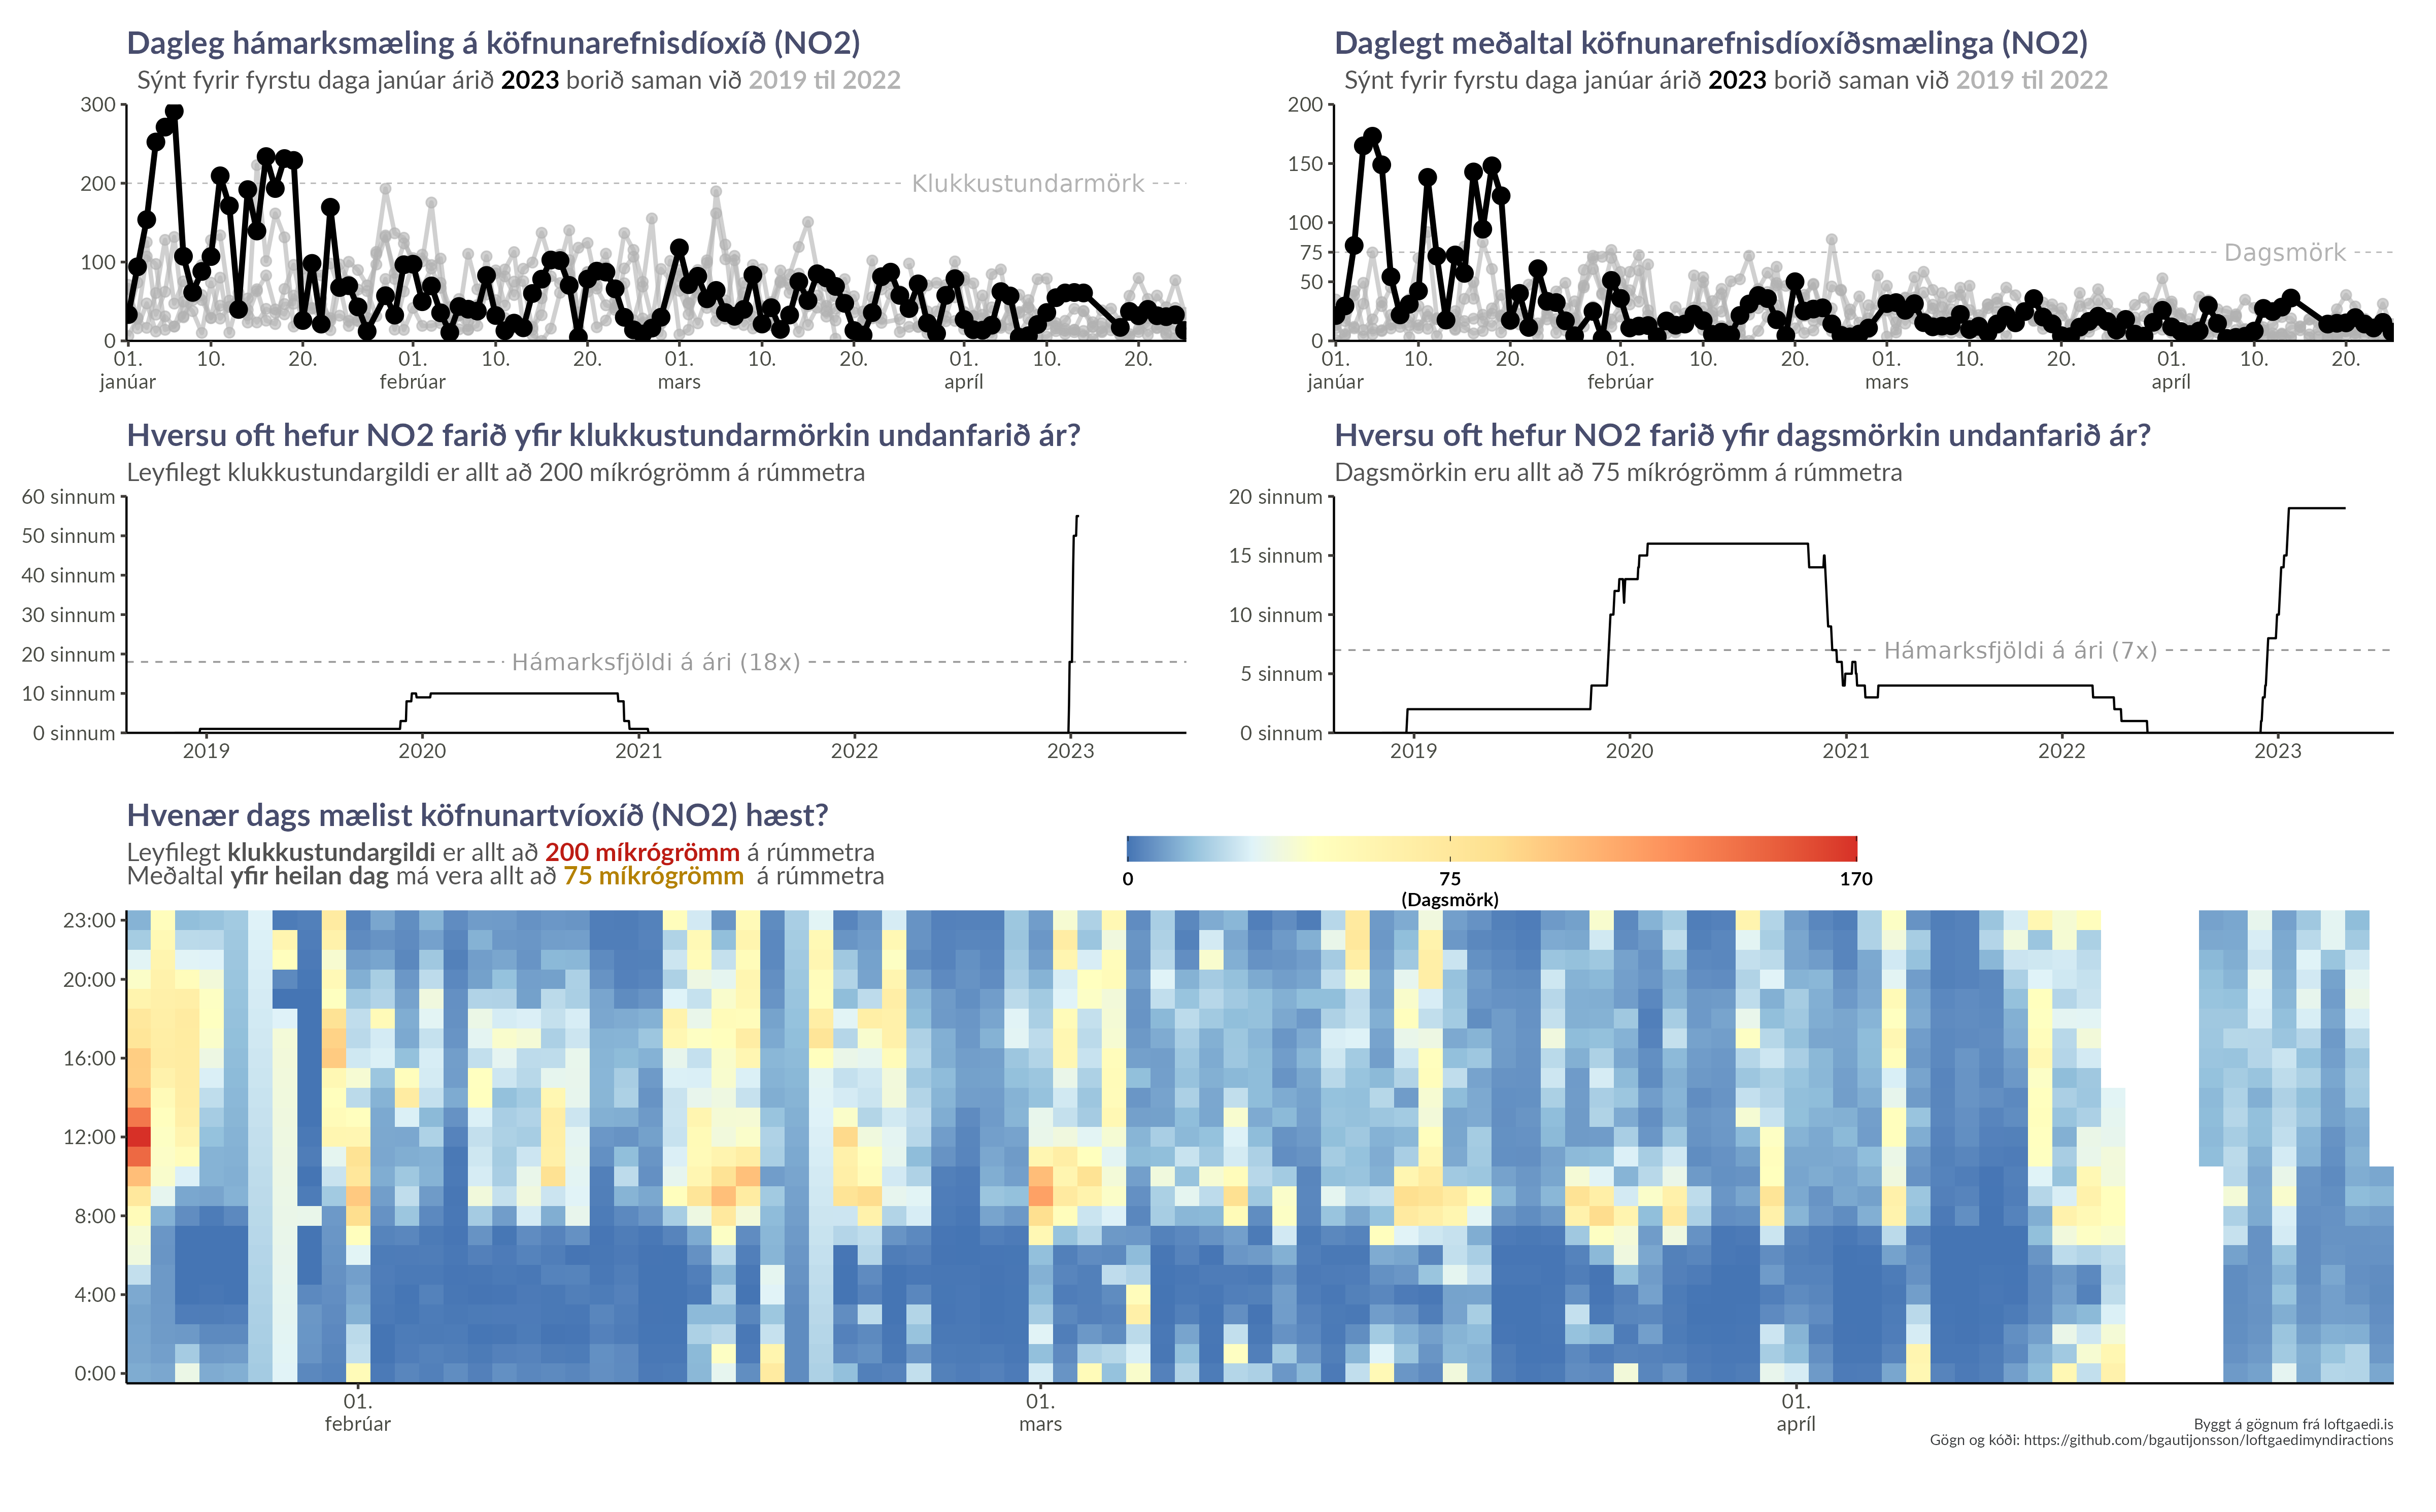 Dagleg hámarksmæling á köfnunarefnisdíoxíð (NO2)
Sýnt fyrir fyrstu daga janúar árið 2023 borið saman við 2019 til 2022
300
200
100
0
Klukkustundarmörk
01. 10. 20. 01. 10. 20. 01. 10. 20. 01. 10. 20.
janúar febrúar mars apríl
Daglegt meðaltal köfnunarefnisdíoxíðsmælinga (NO2)
Sýnt fyrir fyrstu daga janúar árið 2023 borið saman við 2019 til 2022
200
150
100
75
50
0
Dagsmörk
01. 10. 20. 01. 10. 20. 01. 10. 20. 01. 10. 20.
janúar febrúar mars apríl
Hversu oft hefur NO2 farið yfir klukkustundarmörkin undanfarið ár?
Leyfilegt klukkustundargildi er allt að 200 míkrógrömm á rúmmetra
60 sinnum
50 sinnum
40 sinnum
30 sinnum
20 sinnum
10 sinnum
0 sinnum
Hámarksfjöldi á ári (18x)
2019 2020 2021 2022 2023
Hversu oft hefur NO2 farið yfir dagsmörkin undanfarið ár?
Dagsmörkin eru allt að 75 míkrógrömm á rúmmetra
20 sinnum
15 sinnum
10 sinnum
5 sinnum
0 sinnum
Hámarksfjöldi á ári (7x)
2019 2020 2021 2022 2023
Hvenær dags mælist köfnunartvíoxíð (NO2) hæst?
Leyfilegt klukkustundargildi er allt að 200 míkrógrömm á rúmmetra
Meðaltal yfir heilan dag má vera allt að 75 míkrógrömm á rúmmetra
0 75 170
(Dagsmörk)
23:00
20:00
16:00
12:00
8:00
4:00
0:00
01. 01. 01.
febrúar mars apríl
Byggt á gögnum frá loftgaedi.is
Gögn og kóði: https://github.com/bgautijonsson/loftgaedimyndiractions